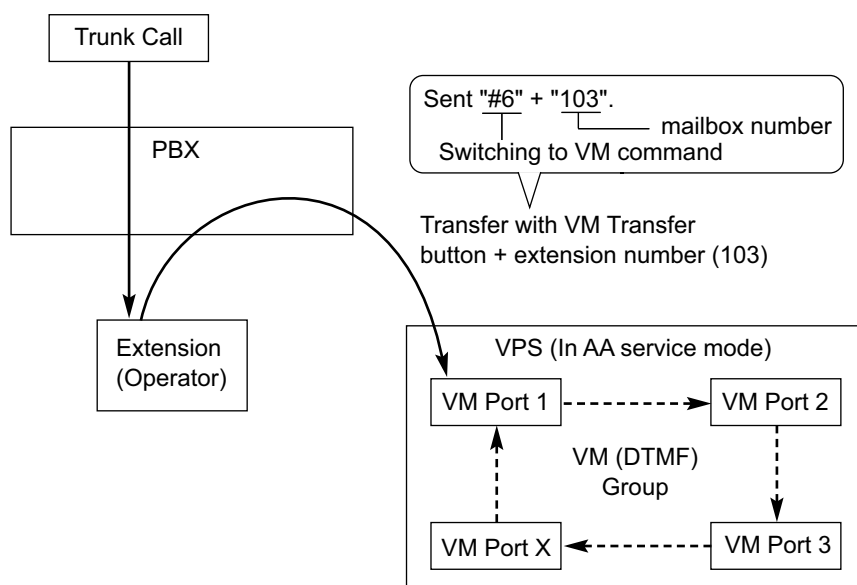 Trunk Call
PBX
Sent "#6" + "103".
mailbox number
Switching to VM command
Transfer with VM Transfer
button + extension number (103)
Extension
(Operator)
VPS (In AA service mode)
VM Port 1
VM Port 2
VM (DTMF)
Group
VM Port X
VM Port 3